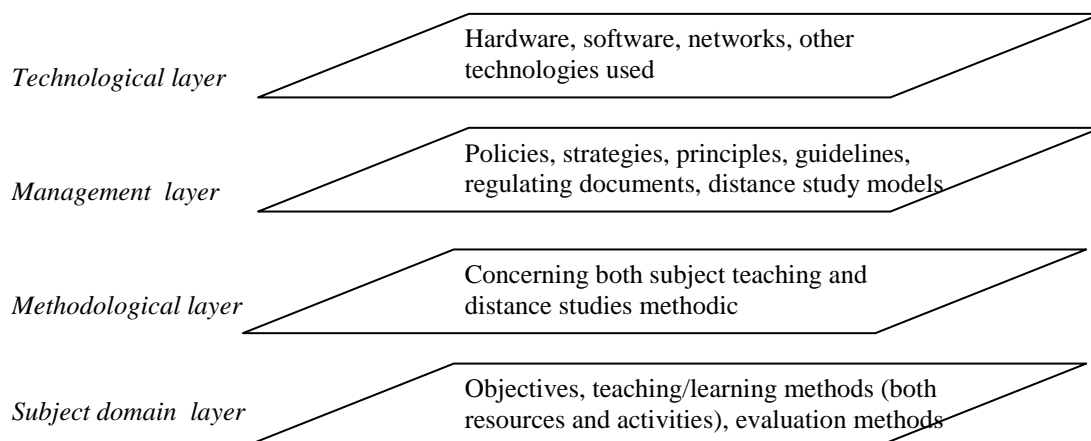 Hardware, software, networks, other
technologies used
Technological layer
Policies, strategies, principles, guidelines,
regulating documents, distance study models
Management layer
Concerning both subject teaching and
distance studies methodic
Methodological layer
Objectives, teaching/learning methods (both
resources and activities), evaluation methods
Subject domain layer